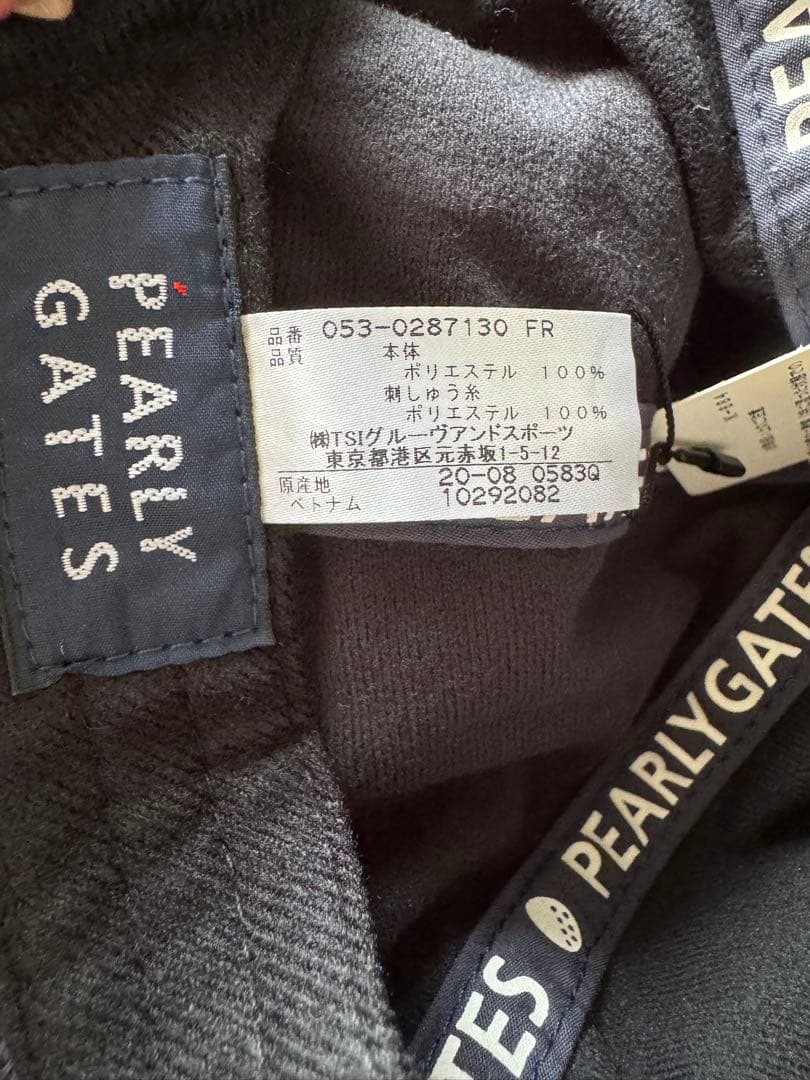 PEARLY
GATES
品番 053-0287130 FR
品質 本体
ポリエステル 100%
刺しゅう糸
ポリエステル 100%
㈱TSIグルーヴアンドスポーツ
東京都港区元赤坂1-5-12
原産地 20-08 0583Q
ベトナム 10292082
PEARLYGATES
TES
PEA